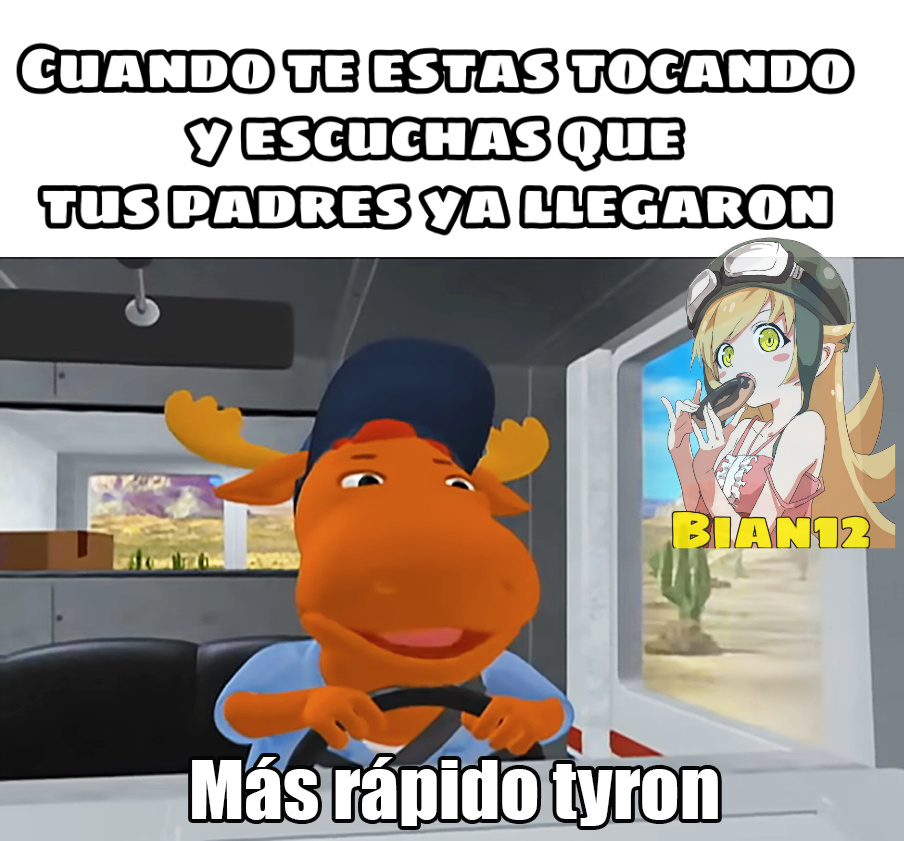 Cuando te estas tocando
y escuchas que
tus padres ya llegaron
Bian12
Más rápido tyron